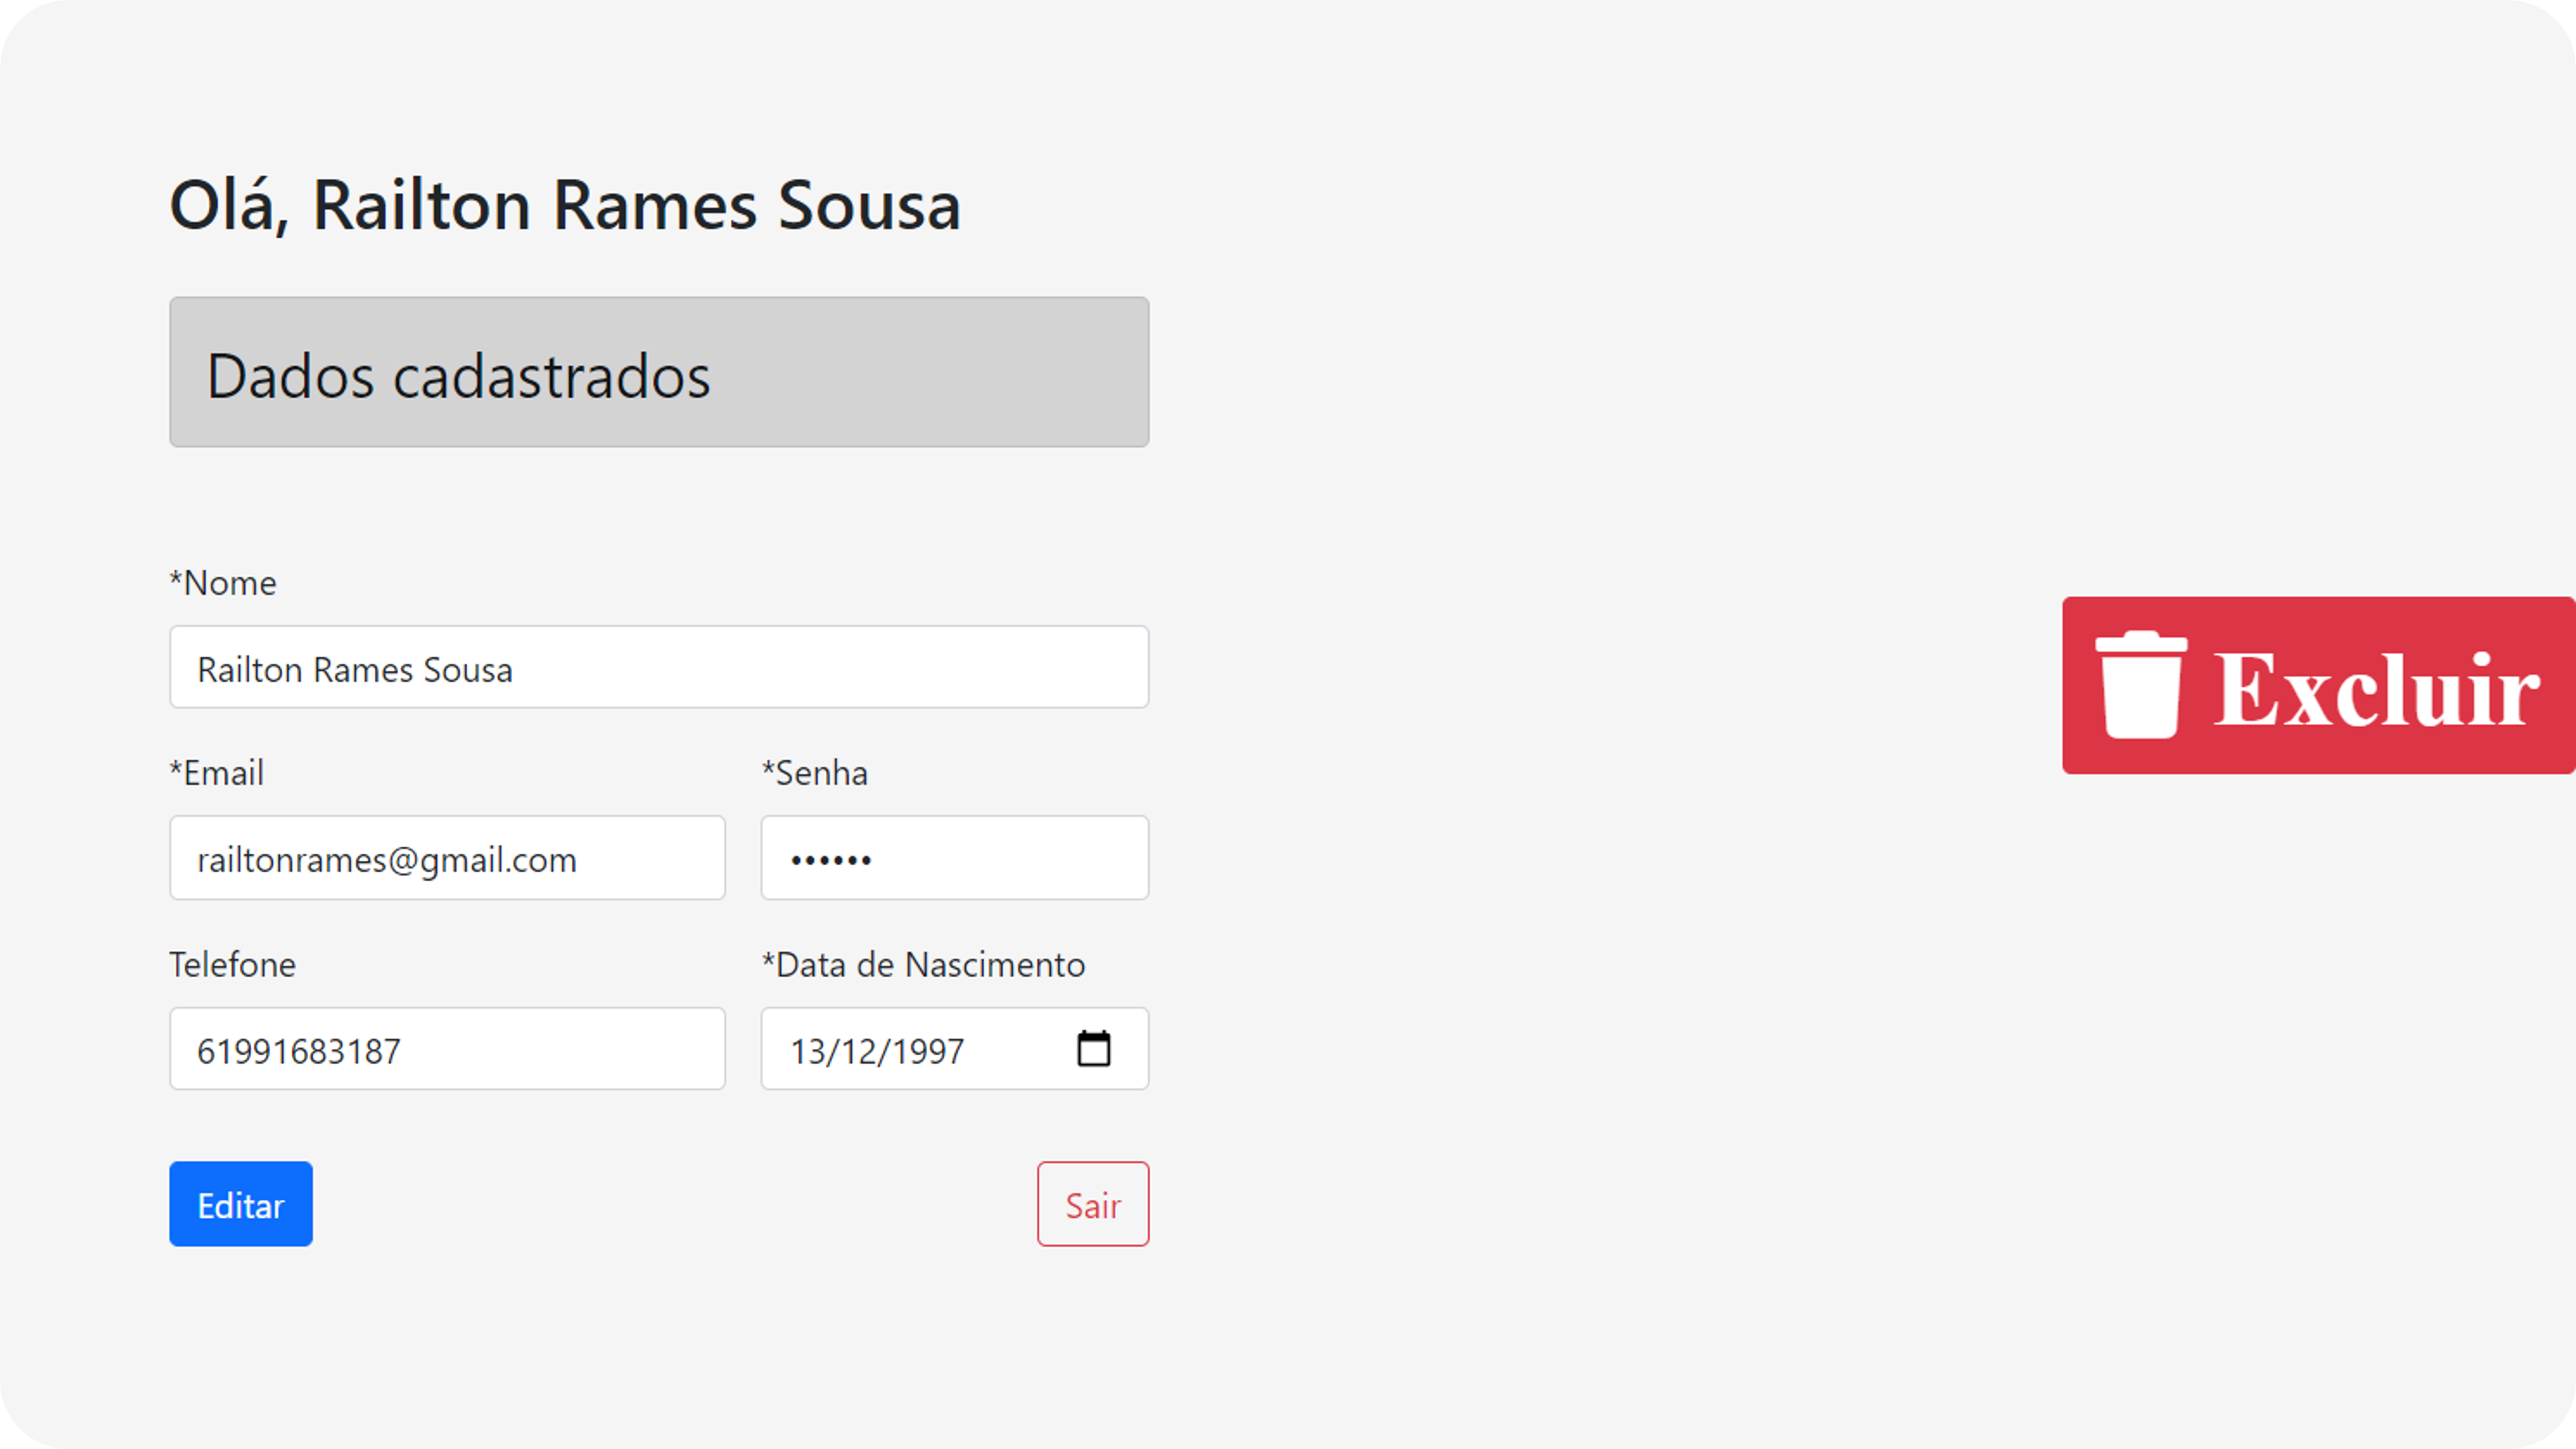 Olá, Railton Rames Sousa
Dados cadastrados
*Nome
Railton Rames Sousa
Excluir
*Email
*Senha
railtonrames@gmail.com
••••••
Telefone
*Data de Nascimento
61991683187
13/12/1997
Editar
Sair